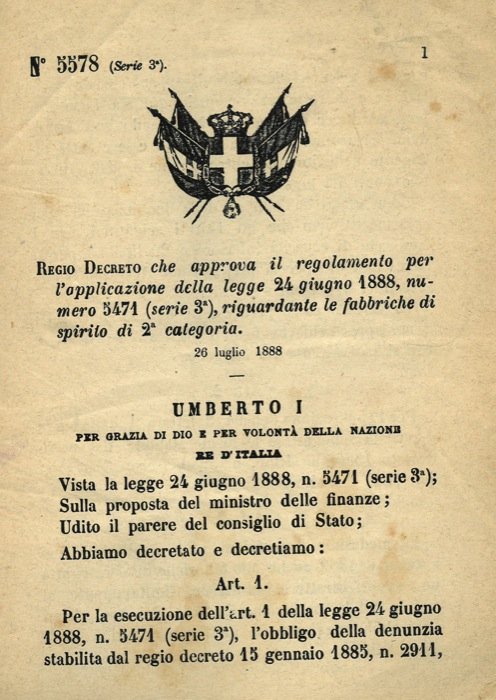 1
N° 5578 (Serie 3ª).
REGIO DECRETO che approva il regolamento per
l'applicazione della legge 24 giugno 1888, nu-
mero 5471 (serie 3ª), riguardante le fabbriche di
spirito di 2ª categoria.
26 luglio 1888
—
UMBERTO I
PER GRAZIA DI DIO E PER VOLONTÀ DELLA NAZIONE
RE D'ITALIA
Vista la legge 24 giugno 1888, n. 5471 (serie 3ª);
Sulla proposta del ministro delle finanze;
Udito il parere del consiglio di Stato;
Abbiamo decretato e decretiamo:
Art. 1.
Per la esecuzione dell'art. 1 della legge 24 giugno
1888, n. 5471 (serie 3ª), l'obbligo della denunzia
stabilita dal regio decreto 15 gennaio 1885, n. 2911,